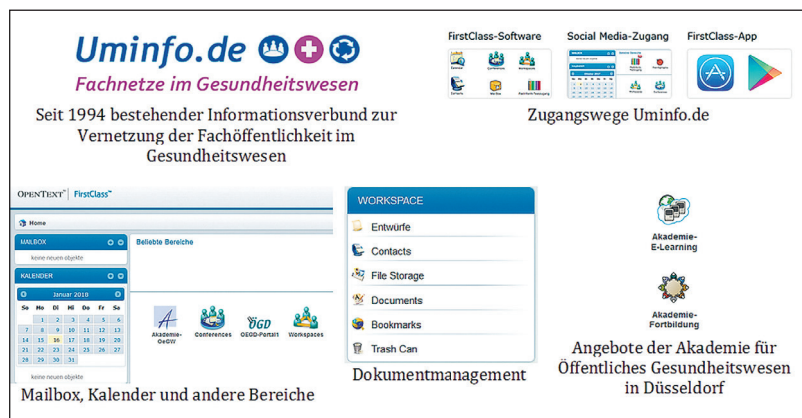 Uminfo.de
Fachnetze im Gesundheitswesen
Seit 1994 bestehender Informationsverbund zur
Vernetzung der Fachöffentlichkeit im
Gesundheitswesen
FirstClass-Software
Social Media-Zugang
FirstClass-App
Zugangswege Uminfo.de
OPENTEXT™ | FirstClass™
Home
MAILBOX
keine neuen objekte
KALENDER
Januar 2018
So Mo Di Mi Do Fr Sa
1 2 3 4 5 6
7 8 9 10 11 12 13
14 15 16 17 18 19 20
21 22 23 24 25 26 27
28 29 30 31
keine neuen objekte
Beliebte Bereiche
Akademie-
OeGW
Conferences
ÖGD
OEGD-Portal1
Workspaces
Mailbox, Kalender und andere Bereiche
WORKSPACE
Entwürfe
Contacts
File Storage
Documents
Bookmarks
Trash Can
Dokumentmanagement
Akademie-
E-Learning
Akademie-
Fortbildung
Angebote der Akademie für
Öffentliches Gesundheitswesen
in Düsseldorf